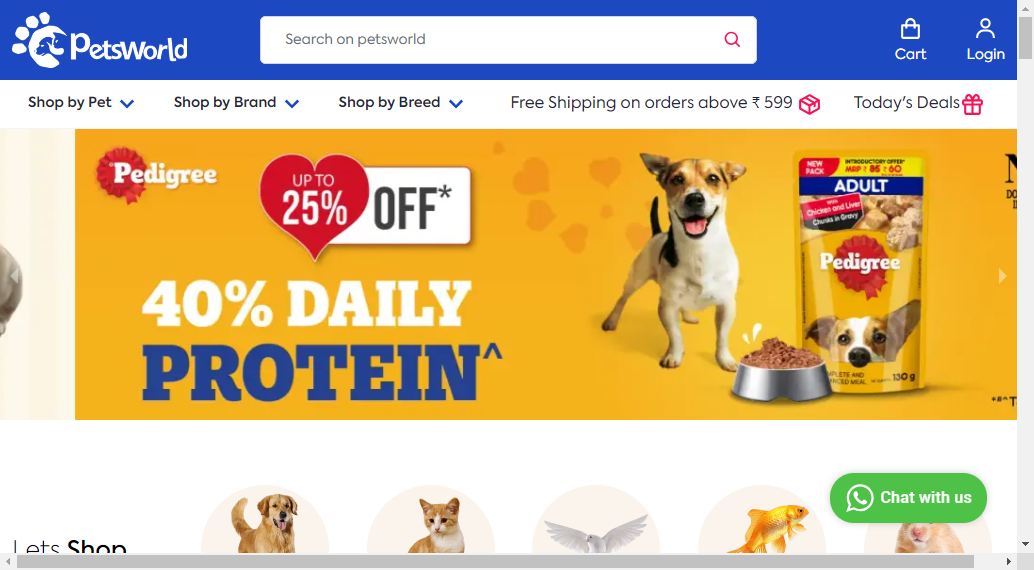 PetsWorld
Search on petsworld
Cart
Login
Shop by Pet
Shop by Brand
Shop by Breed
Free Shipping on orders above ₹ 599
Today's Deals
Pedigree
UP TO
25%
OFF*
40% DAILY
PROTEIN^
NEW
PACK
INTRODUCTORY OFFER*
MRP ₹ 85 ₹ 60
ADULT
With
Chicken and Liver
Chunks in Gravy
Pedigree
130 g
Chat with us
Lets Shop